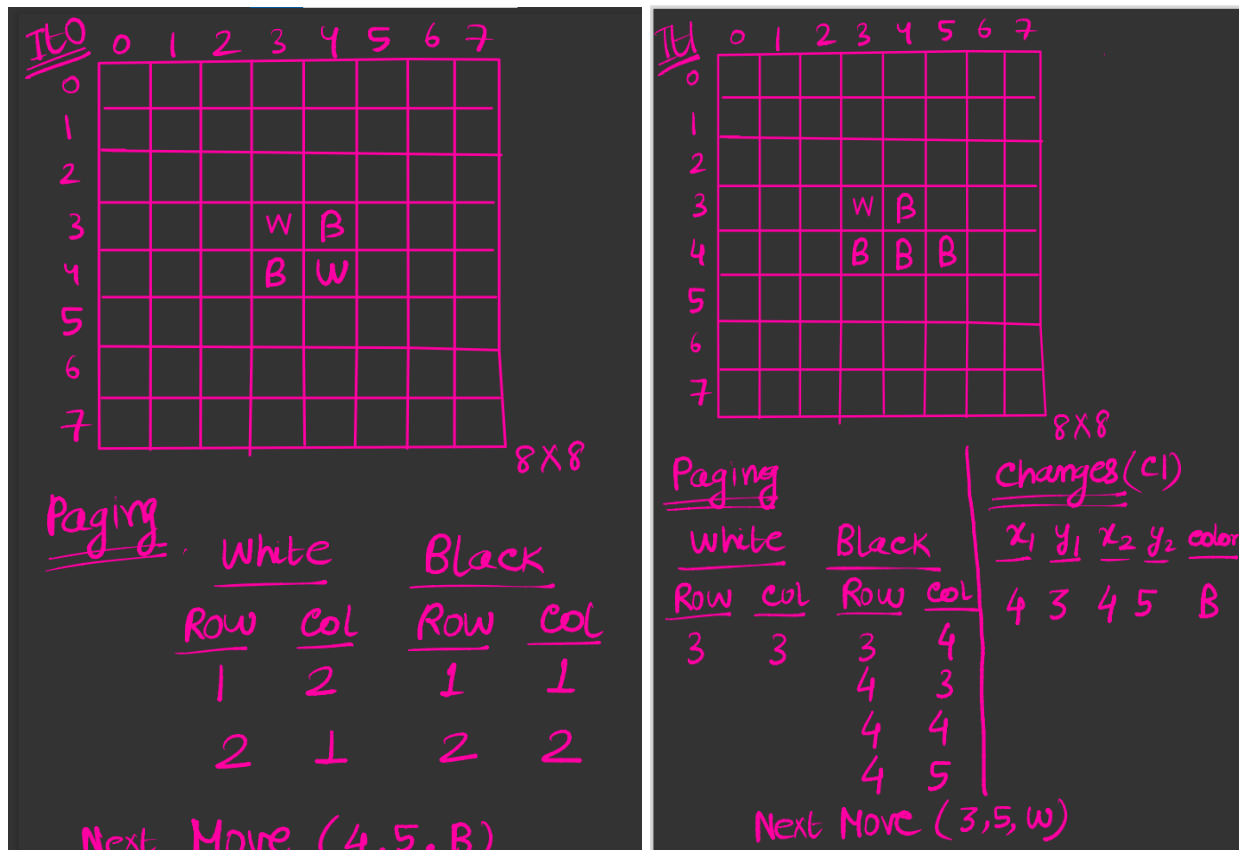 It0 0 1 2 3 4 5 6 7
0
1
2
3 W B
4 B W
5
6
7
8X8
Paging
White Black
Row Col Row Col
1 2 1 1
2 1 2 2
Next Move (4,5,B)
It1 0 1 2 3 4 5 6 7
0
1
2
3 W B
4 B B B
5
6
7
8X8
Paging
White Black
Row Col Row Col
3 3 3 4
4 3
4 4
4 5
Changes (C1)
x1 y1 x2 y2 color
4 3 4 5 B
Next Move (3,5,W)